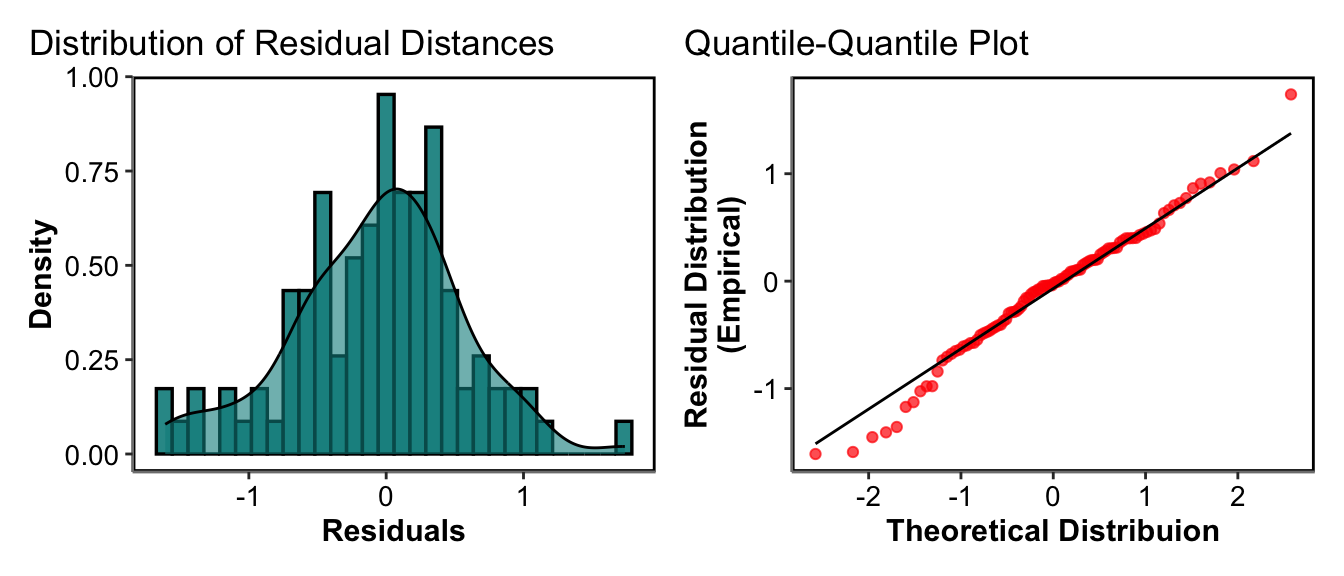 Distribution of Residual Distances
1.00
0.75
0.50
0.25
0.00
Density
-1 0 1
Residuals
Quantile-Quantile Plot
1
0
-1
Residual Distribution
(Empirical)
-2 -1 0 1 2
Theoretical Distribuion